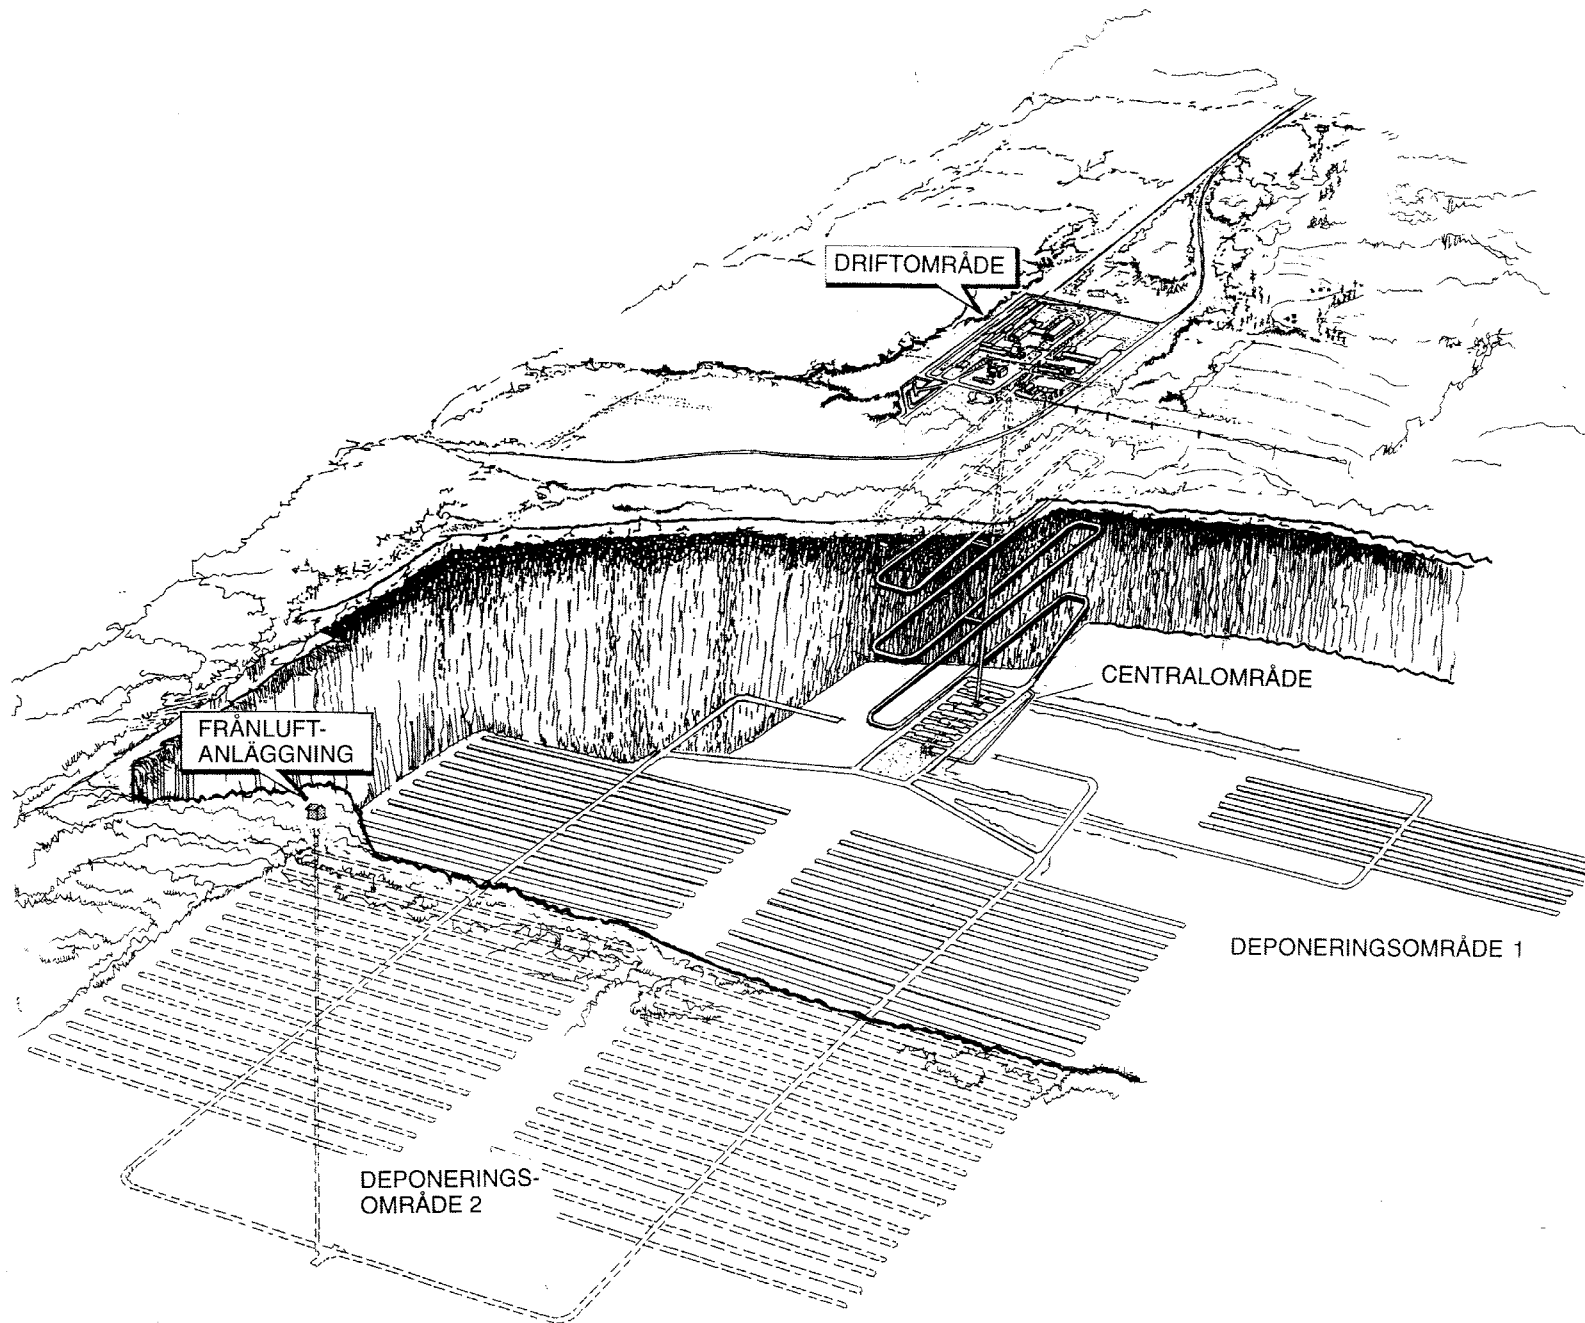 DRIFTOMRÅDE
CENTRALOMRÅDE
FRÅNLUFT-
ANLÄGGNING
DEPONERINGSOMRÅDE 1
DEPONERINGS-
OMRÅDE 2